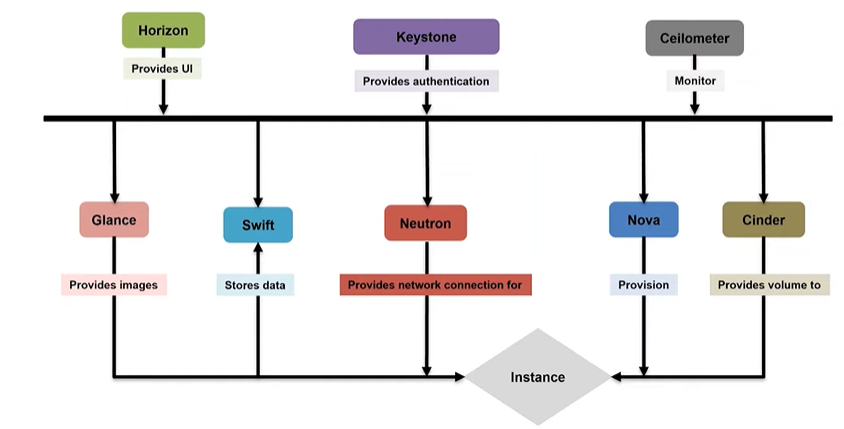 Horizon
Keystone
Ceilometer
Provides UI
Provides authentication
Monitor
Glance
Swift
Neutron
Nova
Cinder
Provides images
Stores data
Provides network connection for
Provision
Provides volume to
Instance